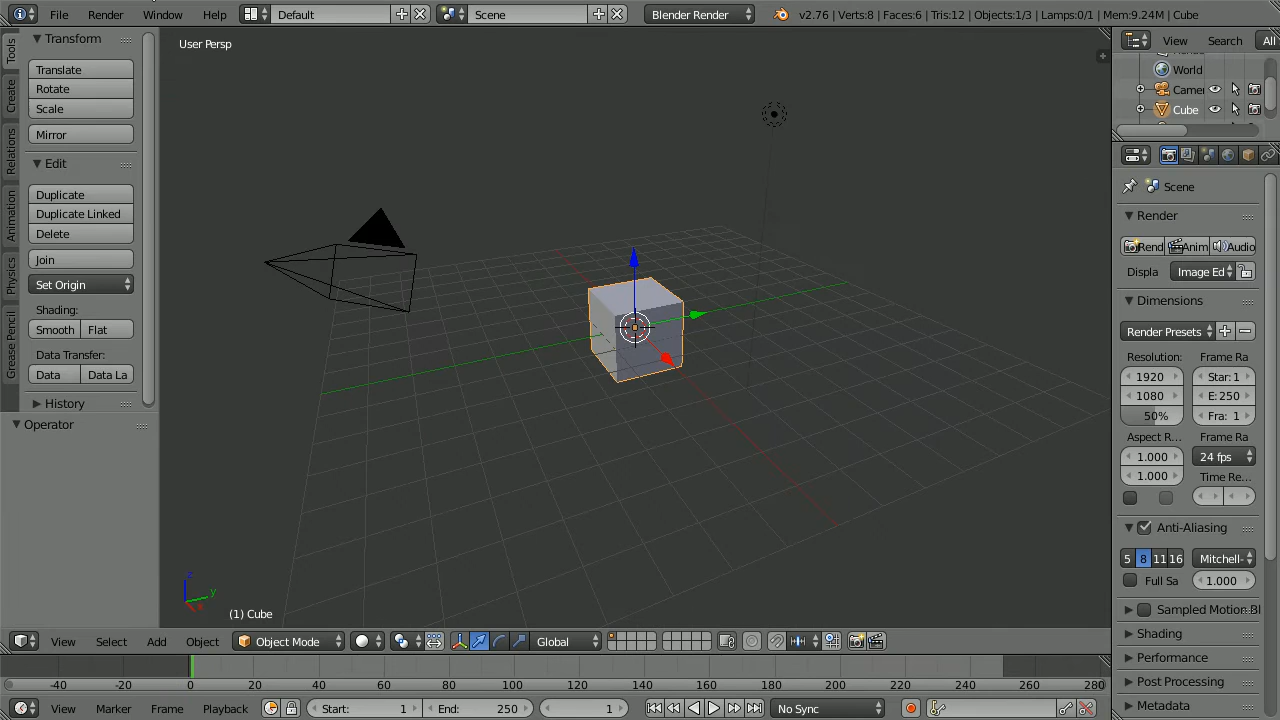 File Render Window Help Default Scene Blender Render v2.76 | Verts:8 | Faces:6 | Tris:12 | Objects:1/3 | Lamps:0/1 | Mem:9.24M | Cube
Tools
Create
Relations
Animation
Physics
Grease Pencil
Transform
Translate
Rotate
Scale
Mirror
Edit
Duplicate
Duplicate Linked
Delete
Join
Set Origin
Shading:
Smooth Flat
Data Transfer:
Data Data La
History
Operator
User Persp
z
y
x
(1) Cube
View Search All
World
Camer
Cube
Scene
Render
Rend Anim Audio
Displa Image Ed
Dimensions
Render Presets
Resolution: Frame Ra
1920 Star: 1
1080 E: 250
50% Fra: 1
Aspect R... Frame Ra
1.000 24 fps
1.000 Time Re...
Anti-Aliasing
5 8 11 16 Mitchell-
Full Sa 1.000
Sampled Motion Bl
Shading
Performance
Post Processing
Metadata
View Select Add Object Object Mode Global
-40 -20 0 20 40 60 80 100 120 140 160 180 200 220 240 260 280
View Marker Frame Playback Start: 1 End: 250 1 No Sync